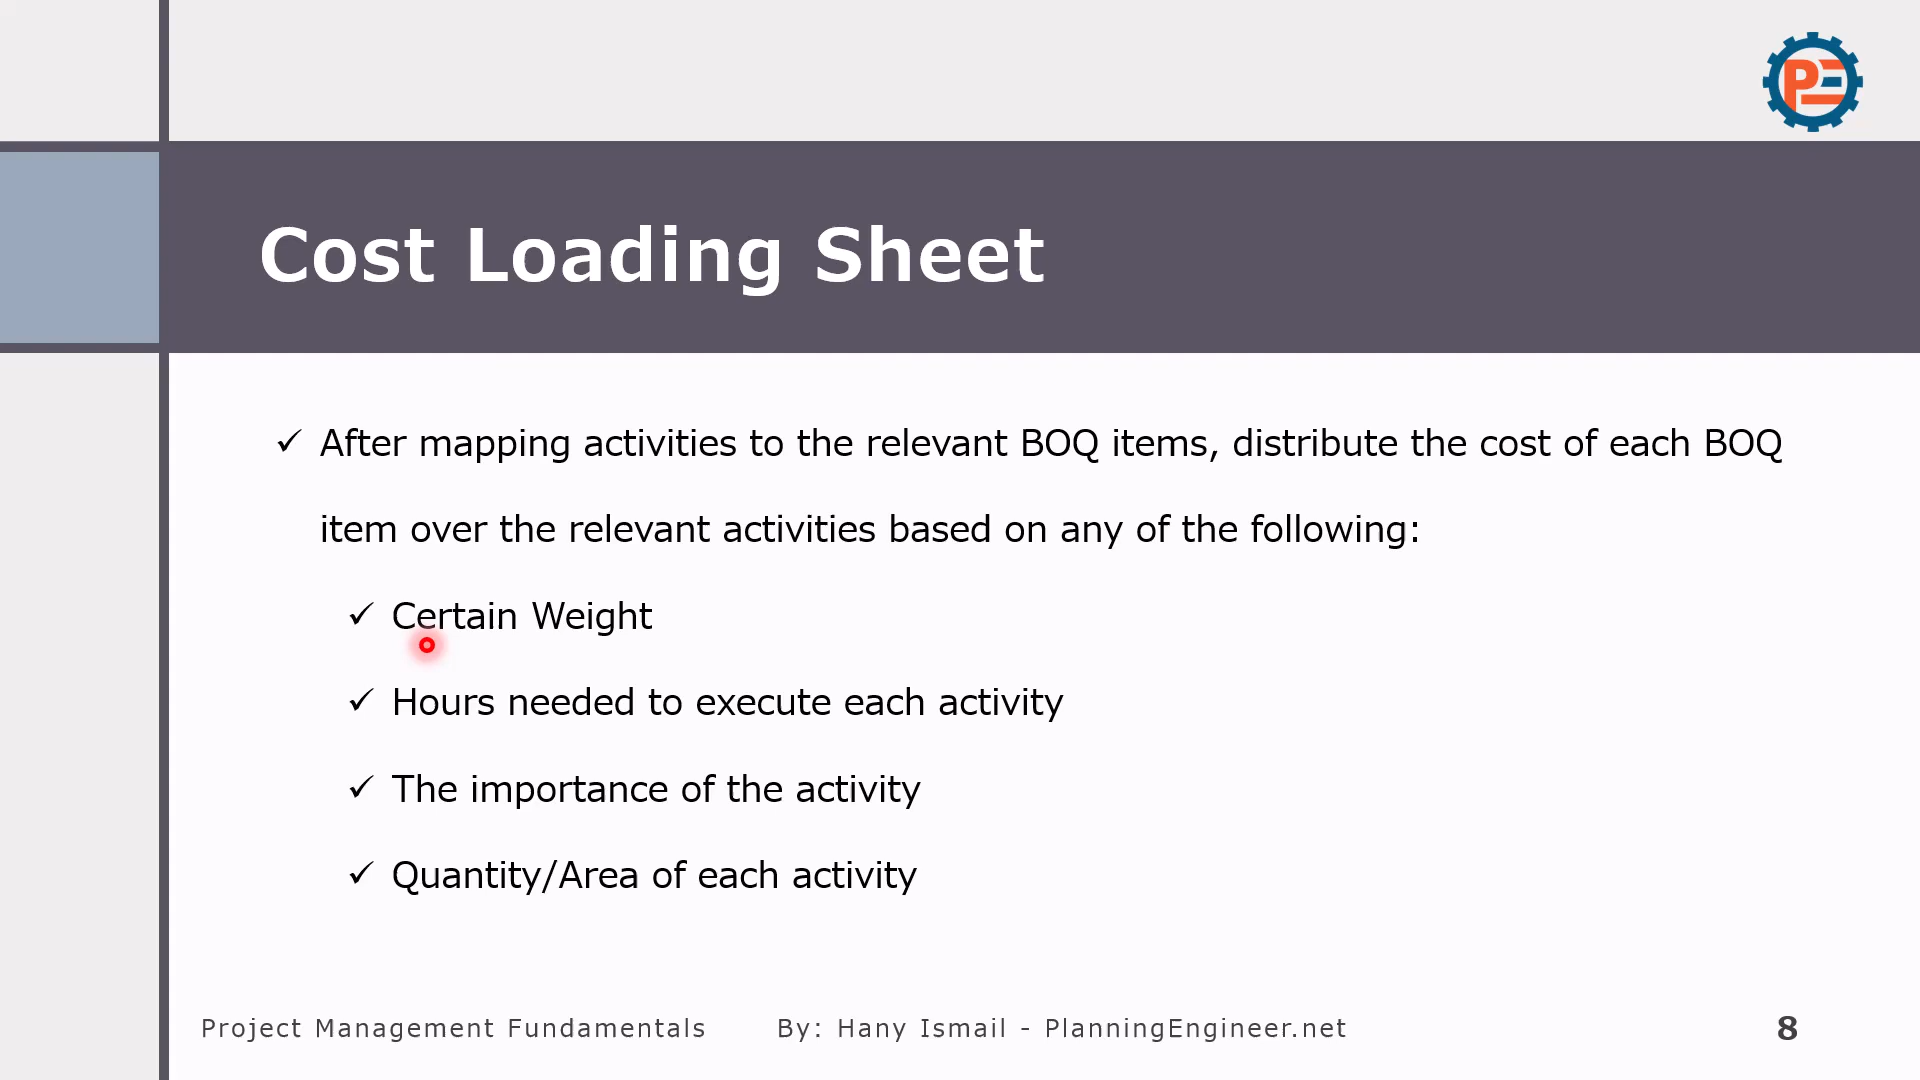 PE
Cost Loading Sheet
✓ After mapping activities to the relevant BOQ items, distribute the cost of each BOQ
item over the relevant activities based on any of the following:
✓ Certain Weight
✓ Hours needed to execute each activity
✓ The importance of the activity
✓ Quantity/Area of each activity
Project Management Fundamentals By: Hany Ismail - PlanningEngineer.net 8